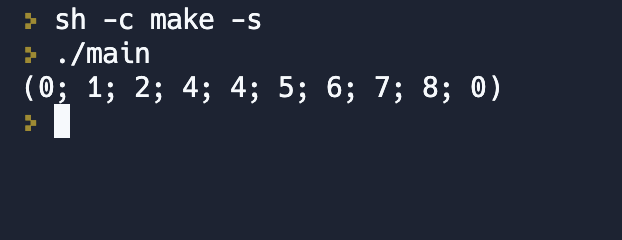 > sh -c make -s
> ./main
(0; 1; 2; 4; 4; 5; 6; 7; 8; 0)
>